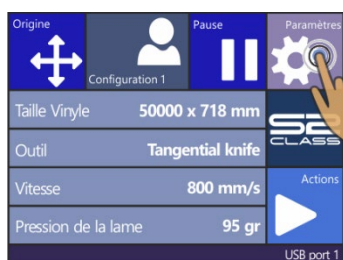 Origine
Configuration 1
Pause
Paramètres
Taille Vinyle 50000 x 718 mm
S2
CLASS
Outil Tangential knife
Vitesse 800 mm/s
Actions
Pression de la lame 95 gr
USB port 1